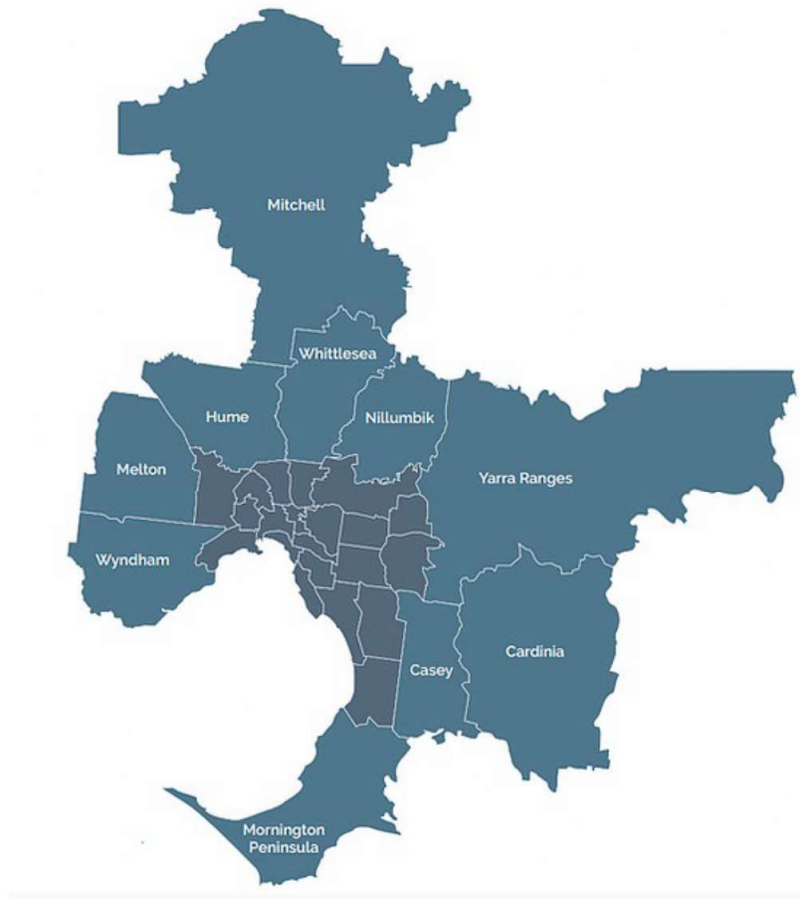 Mitchell
Whittlesea
Hume
Nillumbik
Melton
Yarra Ranges
Wyndham
Cardinia
Casey
Mornington
Peninsula